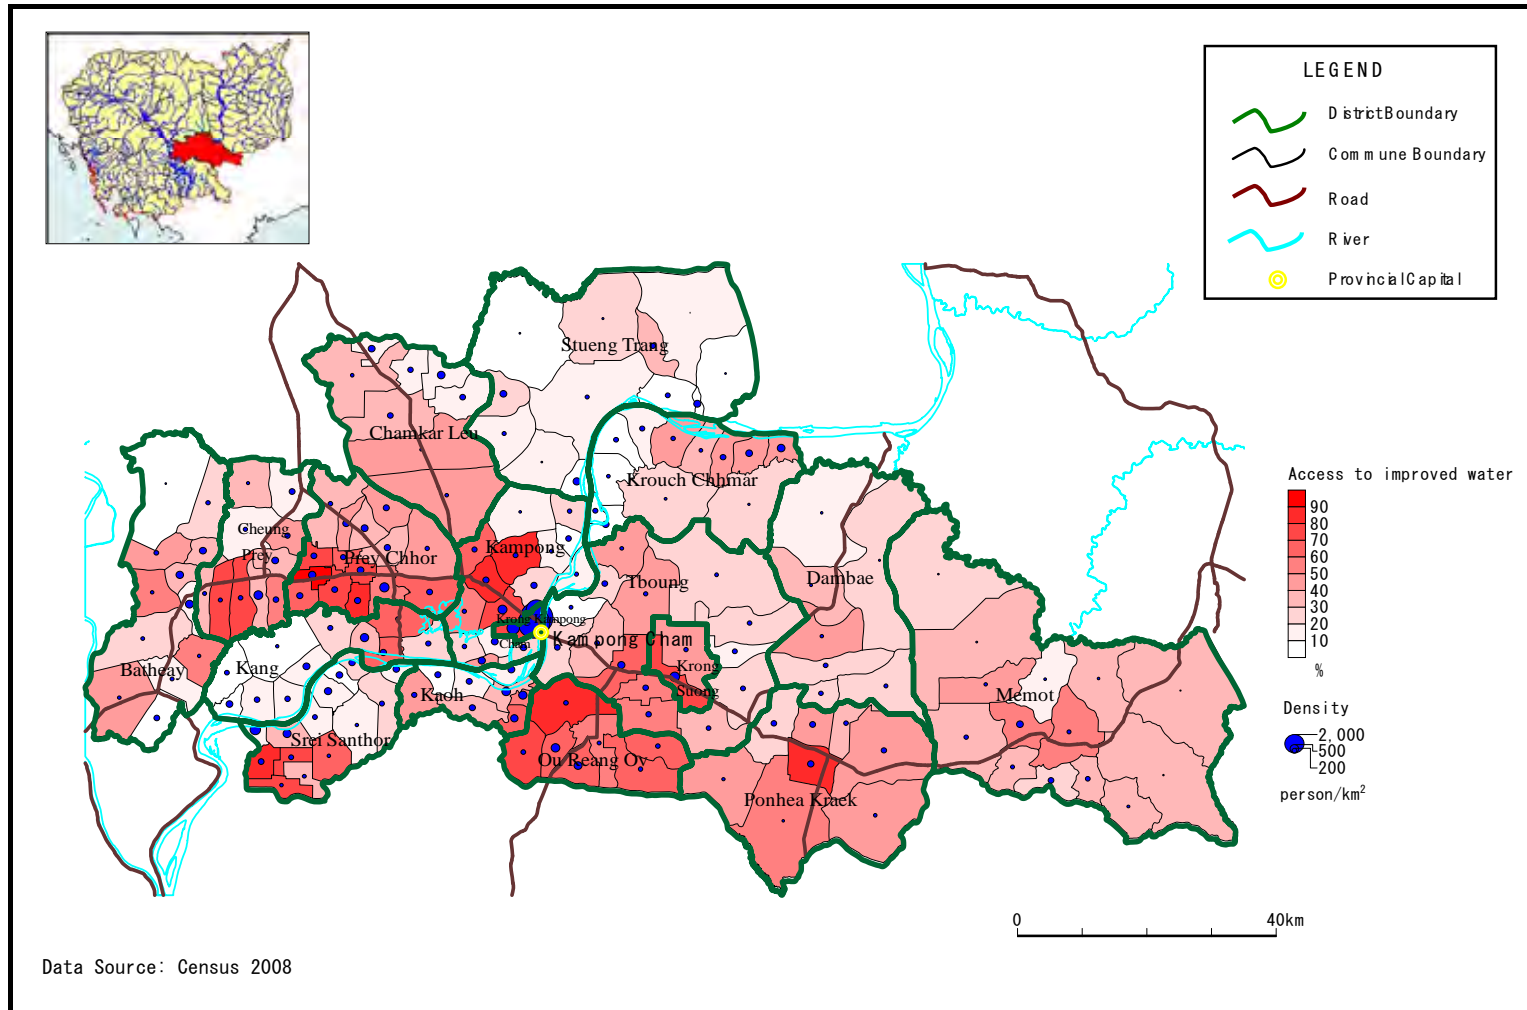 LEGEND
District Boundary
Commune Boundary
Road
River
Provincial Capital
Stueng Trang
Chamkar Leu
Krouch Chhmar
Cheung
Prey
Prey Chhor
Kampong
Tboung
Dambae
Krong Kampong
Cham
Kampong Cham
Krong
Suong
Batheay
Kang
Kaoh
Memot
Srei Santhor
Ou Reang Ov
Ponhea Kraek
Access to improved water
90
80
70
60
50
40
30
20
10
%
Density
2,000
500
200
person/km²
0 40km
Data Source: Census 2008